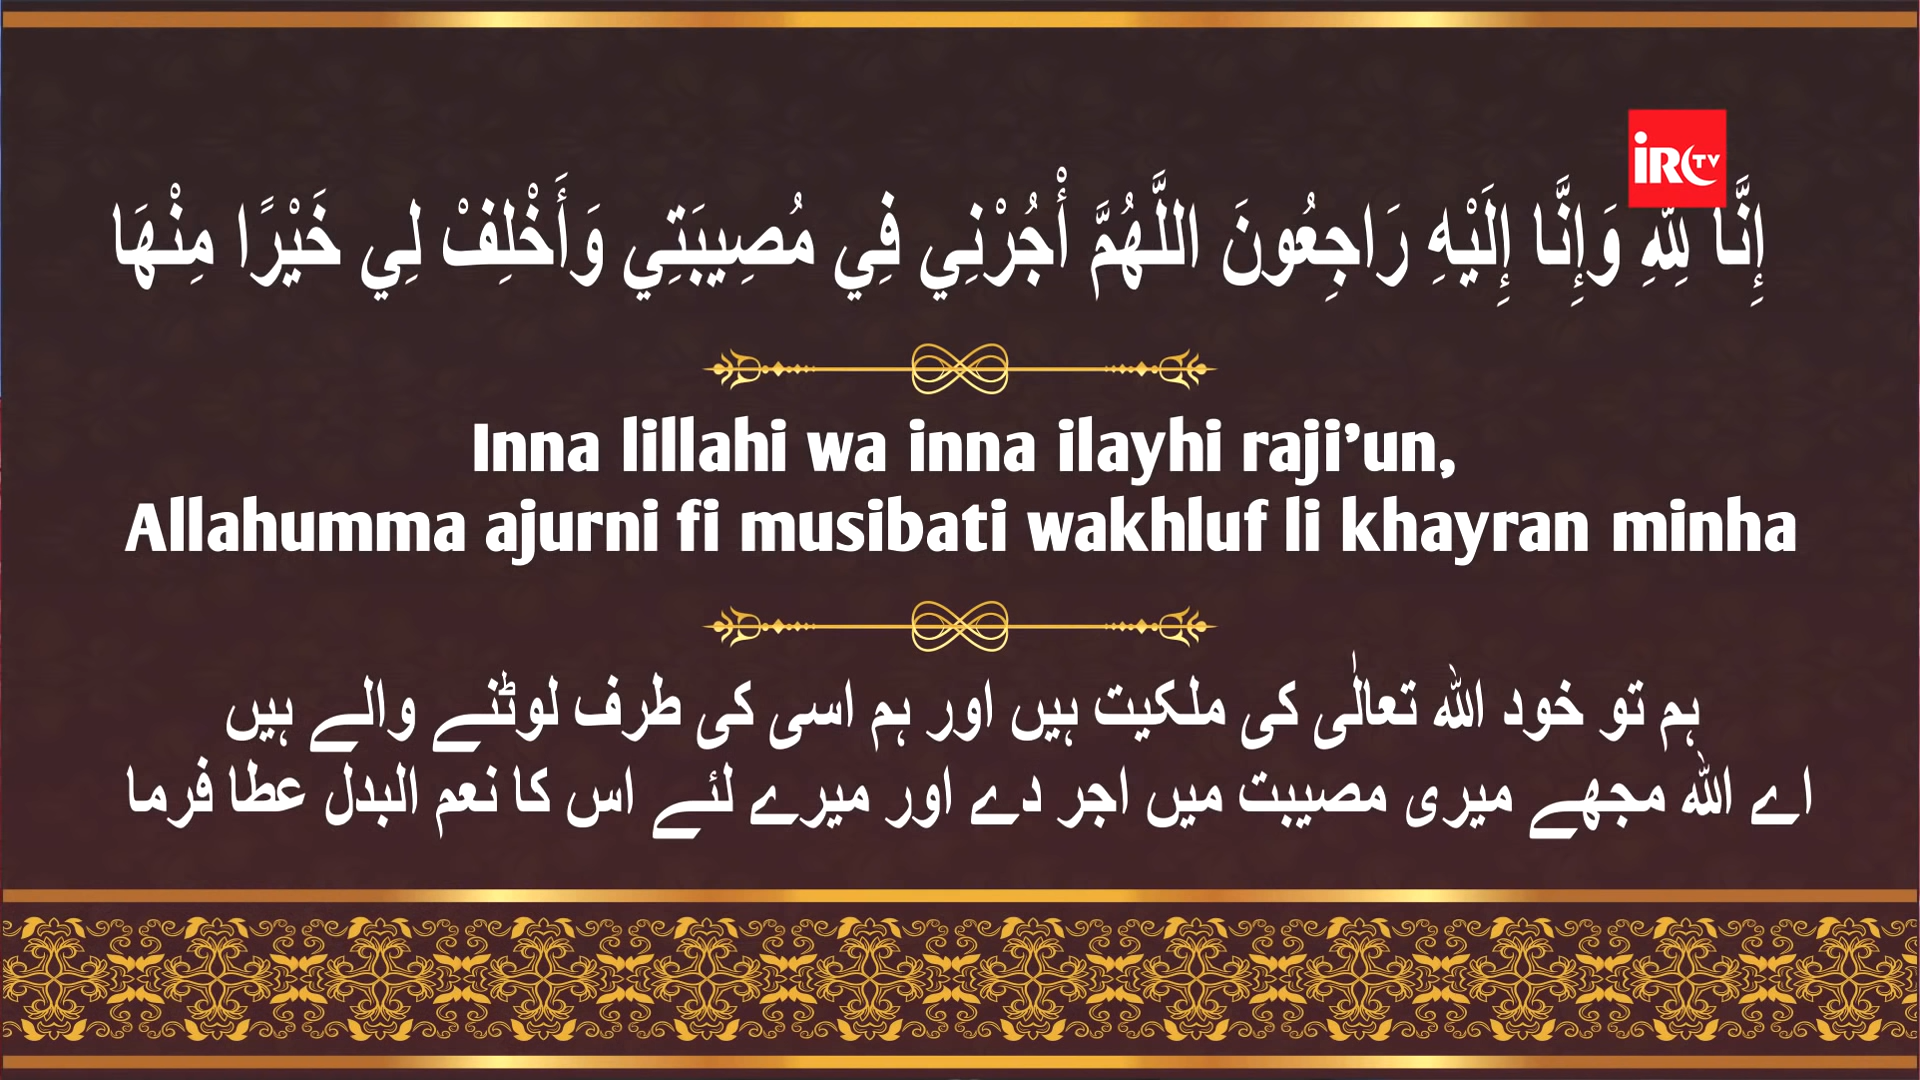 iRC TV
إِنَّا لِلَّهِ وَإِنَّا إِلَيْهِ رَاجِعُونَ اللَّهُمَّ أْجُرْنِي فِي مُصِيبَتِي وَأَخْلِفْ لِي خَيْرًا مِنْهَا
Inna lillahi wa inna ilayhi raji’un,
Allahumma ajurni fi musibati wakhluf li khayran minha
ہم تو خود اللہ تعالٰی کی ملکیت ہیں اور ہم اسی کی طرف لوٹنے والے ہیں
اے اللہ مجھے میری مصیبت میں اجر دے اور میرے لئے اس کا نعم البدل عطا فرما